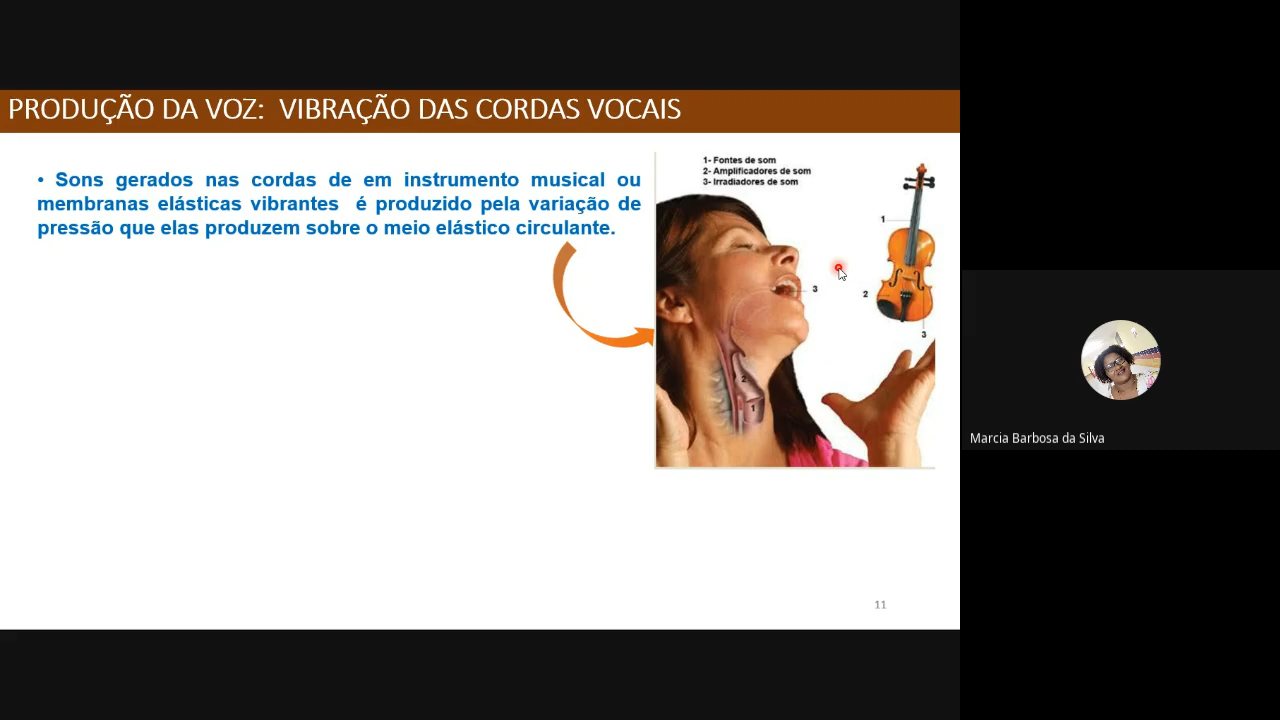 PRODUÇÃO DA VOZ: VIBRAÇÃO DAS CORDAS VOCAIS
• Sons gerados nas cordas de em instrumento musical ou
membranas elásticas vibrantes é produzido pela variação de
pressão que elas produzem sobre o meio elástico circulante.
1- Fontes de som
2- Amplificadores de som
3- Irradiadores de som
1
3
2
3
2
1
11
Marcia Barbosa da Silva